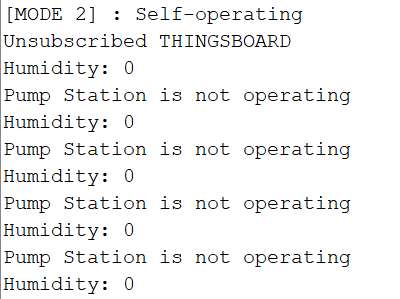 [MODE 2] : Self-operating
Unsubscribed THINGSBOARD
Humidity: 0
Pump Station is not operating
Humidity: 0
Pump Station is not operating
Humidity: 0
Pump Station is not operating
Humidity: 0
Pump Station is not operating
Humidity: 0